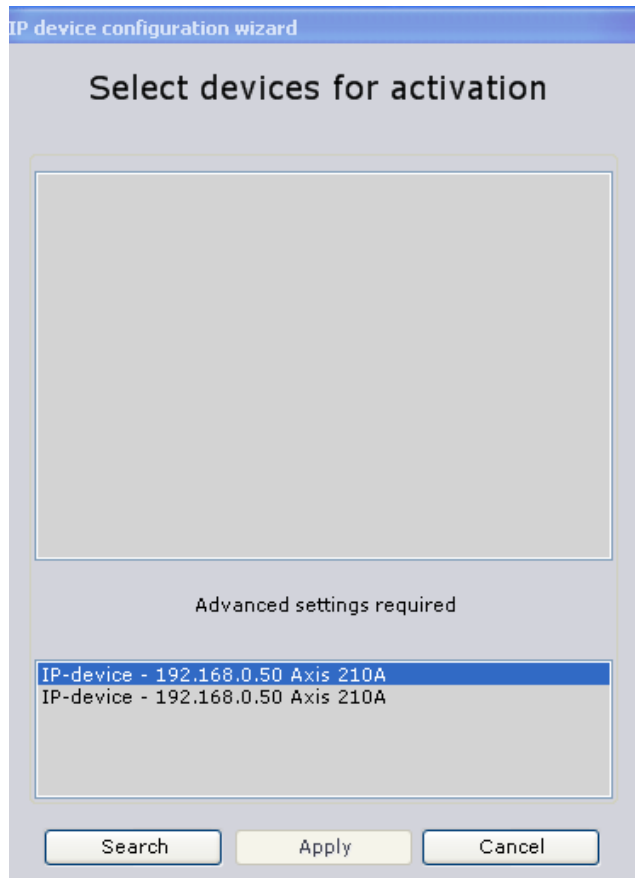 IP device configuration wizard
Select devices for activation
Advanced settings required
IP-device - 192.168.0.50 Axis 210A
IP-device - 192.168.0.50 Axis 210A
Search Apply Cancel